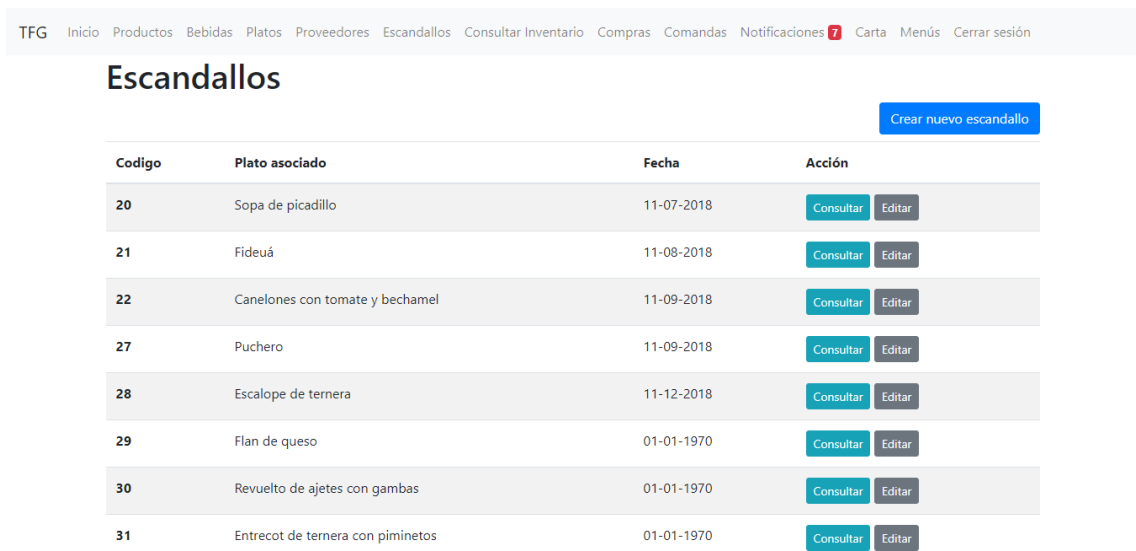 TFG Inicio Productos Bebidas Platos Proveedores Escandallos Consultar Inventario Compras Comandas Notificaciones 7 Carta Menús Cerrar sesión
Escandallos
Crear nuevo escandallo
Codigo Plato asociado Fecha Acción
20 Sopa de picadillo 11-07-2018 Consultar Editar
21 Fideuá 11-08-2018 Consultar Editar
22 Canelones con tomate y bechamel 11-09-2018 Consultar Editar
27 Puchero 11-09-2018 Consultar Editar
28 Escalope de ternera 11-12-2018 Consultar Editar
29 Flan de queso 01-01-1970 Consultar Editar
30 Revuelto de ajetes con gambas 01-01-1970 Consultar Editar
31 Entrecot de ternera con piminetos 01-01-1970 Consultar Editar